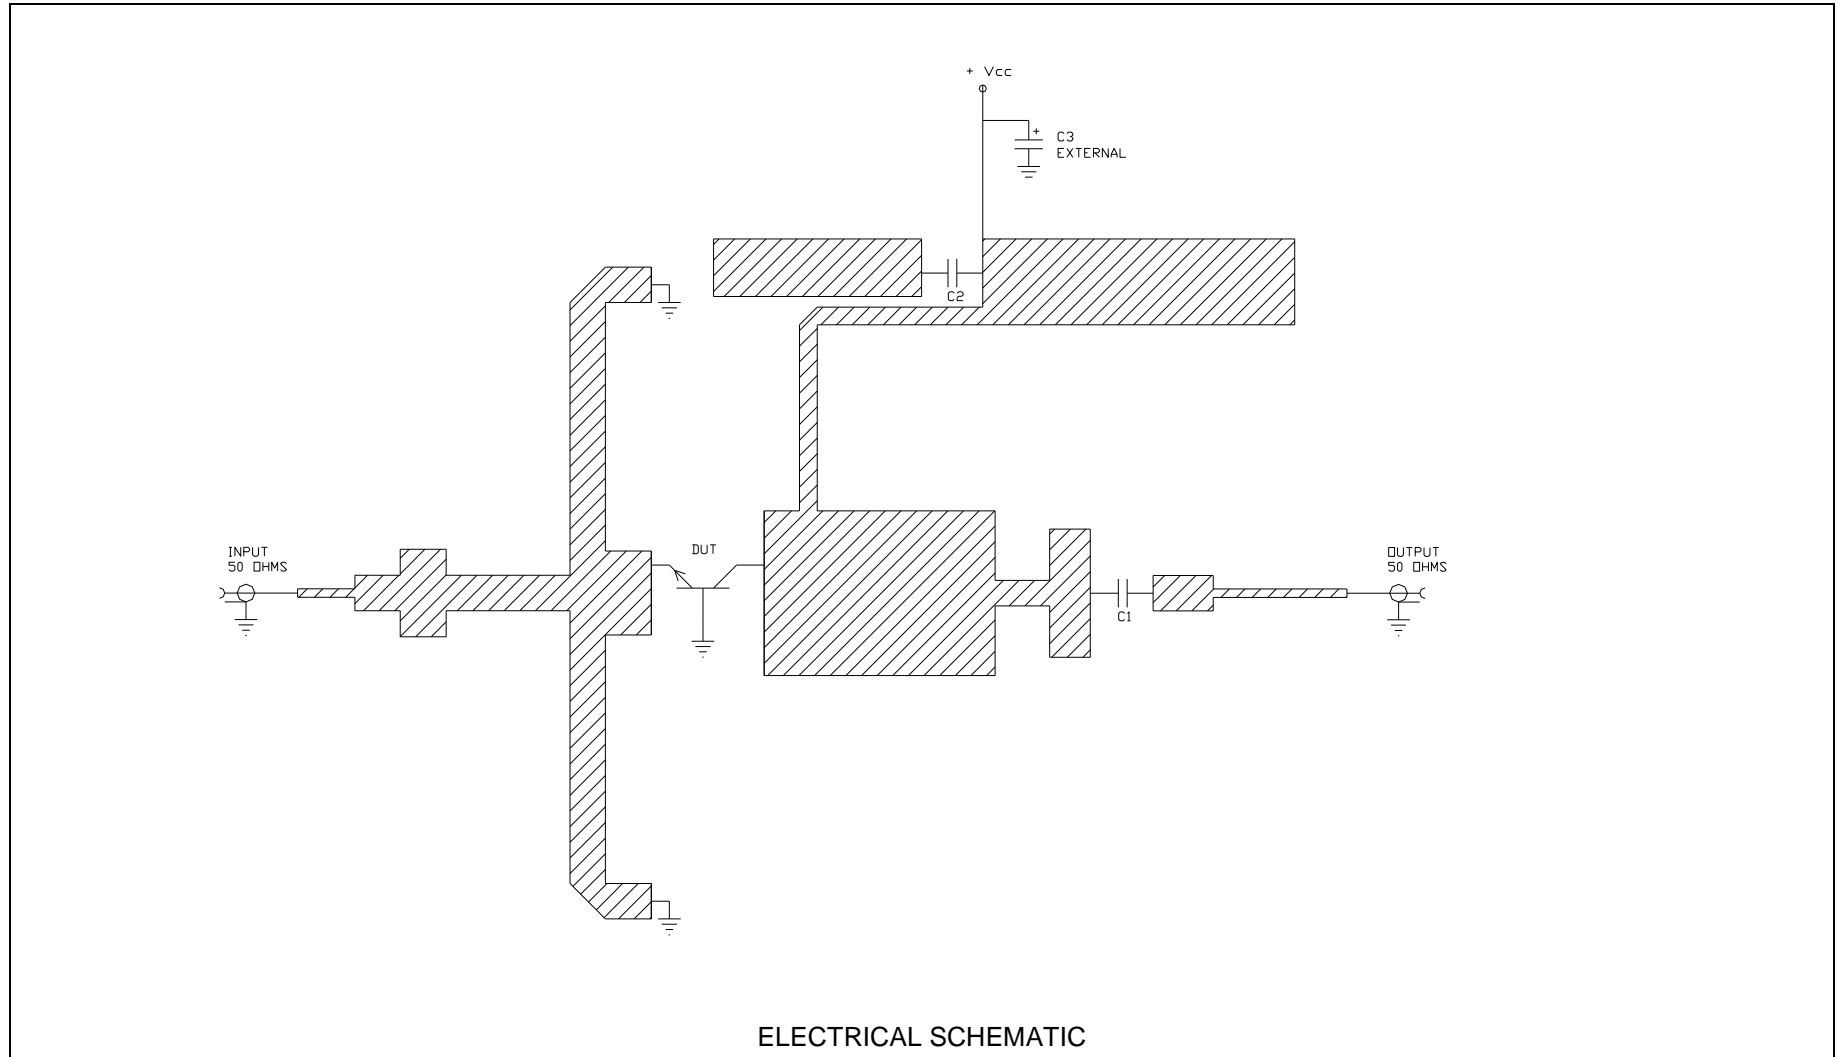 + Vcc
+
C3
EXTERNAL
C2
INPUT
50 OHMS
DUT
C1
OUTPUT
50 OHMS
ELECTRICAL SCHEMATIC